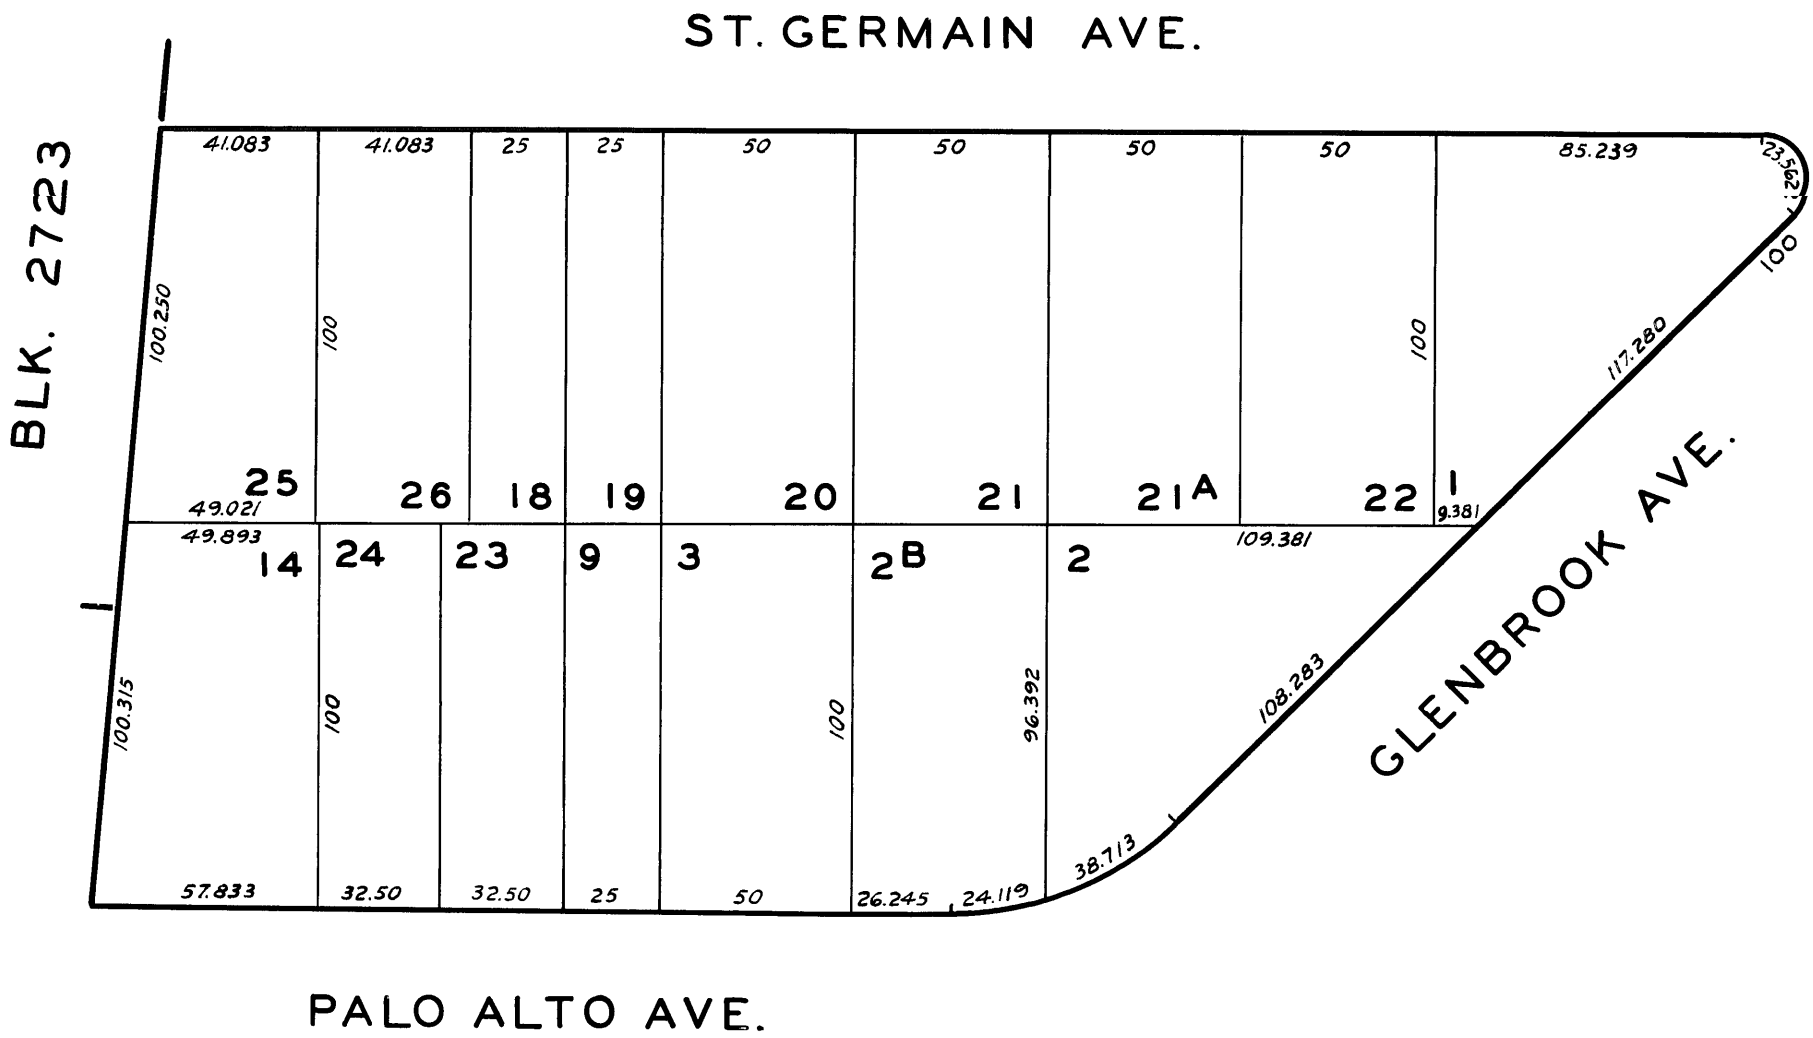 ST. GERMAIN AVE.
BLK. 2723
41.083 41.083 25 25 50 50 50 50 85.239 23.562
100
100.250 100 100 117.280
25 26 18 19 20 21 21A 22 1
49.021 9.381
49.893 109.381
14 24 23 9 3 2B 2
GLENBROOK AVE.
100.315 100 100 96.392 108.283
38.713
57.833 32.50 32.50 25 50 26.245 24.119
PALO ALTO AVE.